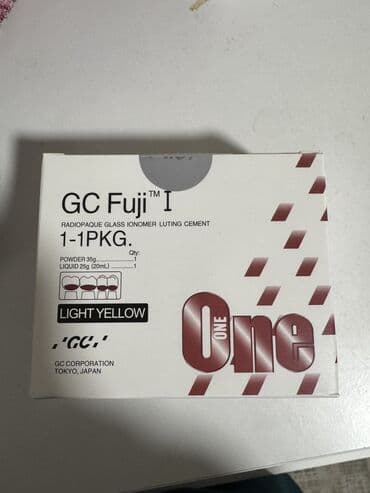 GC Fuji™ I
RADIOPAQUE GLASS IONOMER LUTING CEMENT
1-1PKG.
Qty:
POWDER 35g 1
LIQUID 25g (20mL) 1
LIGHT YELLOW
GC
GC CORPORATION
TOKYO, JAPAN
ONE
One